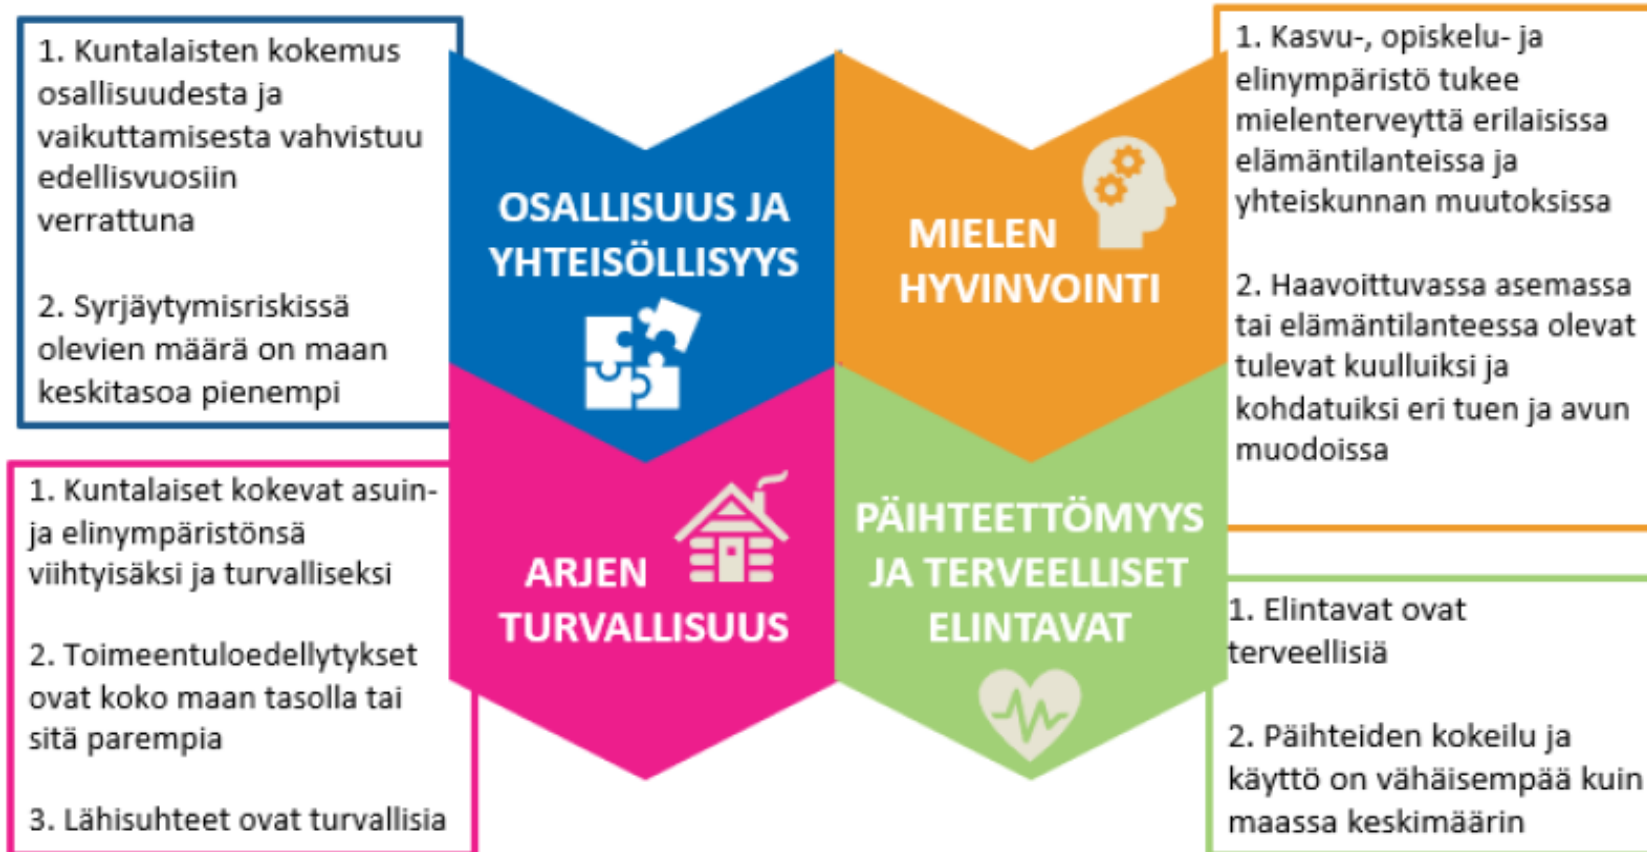 1. Kuntalaisten kokemus
osallisuudesta ja
vaikuttamisesta vahvistuu
edellisvuosiin
verrattuna
2. Syrjäytymisriskissä
olevien määrä on maan
keskitasoa pienempi
OSALLISUUS JA
YHTEISÖLLISYYS
MIELEN
HYVINVOINTI
1. Kasvu-, opiskelu- ja
elinympäristö tukee
mielenterveyttä erilaisissa
elämäntilanteissa ja
yhteiskunnan muutoksissa
2. Haavoittuvassa asemassa
tai elämäntilanteessa olevat
tulevat kuulluiksi ja
kohdatuiksi eri tuen ja avun
muodoissa
1. Kuntalaiset kokevat asuin-
ja elinympäristönsä
viihtyisäksi ja turvalliseksi
2. Toimeentuloedellytykset
ovat koko maan tasolla tai
sitä parempia
3. Lähisuhteet ovat turvallisia
ARJEN
TURVALLISUUS
PÄIHTEETTÖMYYS
JA TERVEELLISET
ELINTAVAT
1. Elintavat ovat
terveellisiä
2. Päihteiden kokeilu ja
käyttö on vähäisempää kuin
maassa keskimäärin